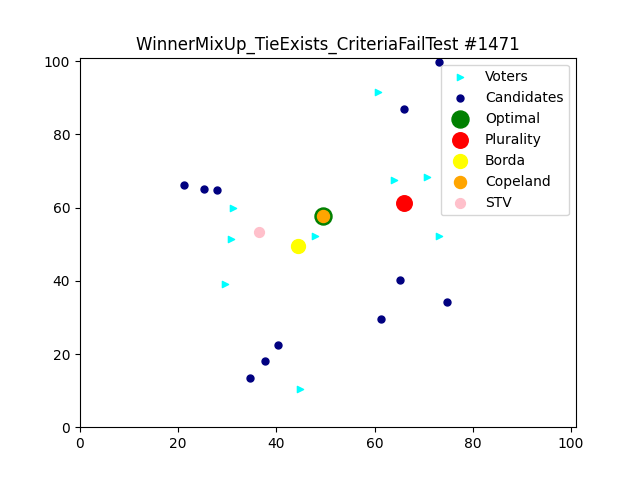 WinnerMixUp_TieExists_CriteriaFailTest #1471
100
80
60
40
20
0
0 20 40 60 80 100
Voters
Candidates
Optimal
Plurality
Borda
Copeland
STV